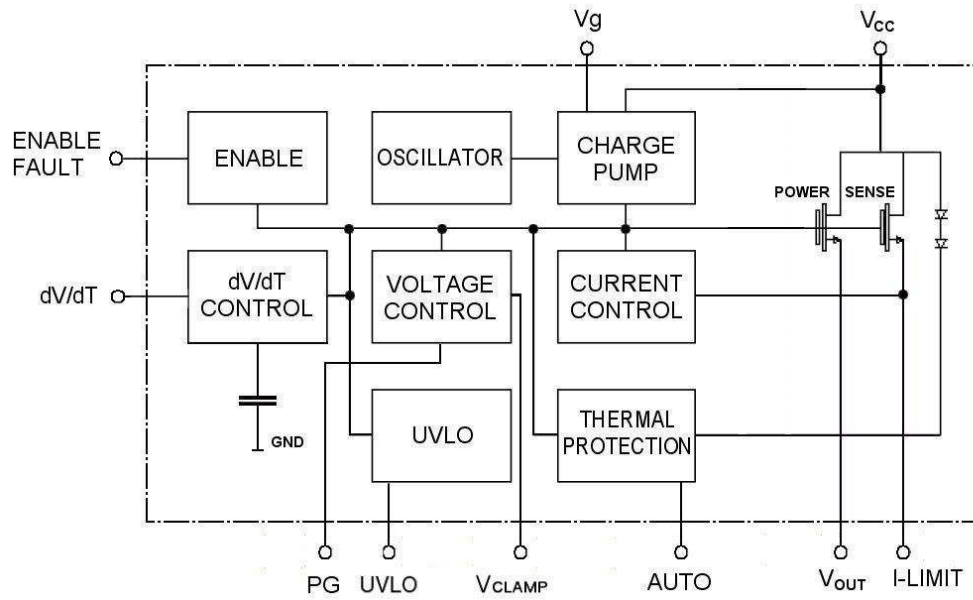 Vg
VCC
ENABLE
FAULT
ENABLE
OSCILLATOR
CHARGE
PUMP
POWER
SENSE
dV/dT
dV/dT
CONTROL
VOLTAGE
CONTROL
CURRENT
CONTROL
GND
UVLO
THERMAL
PROTECTION
PG
UVLO
VCLAMP
AUTO
VOUT
I-LIMIT